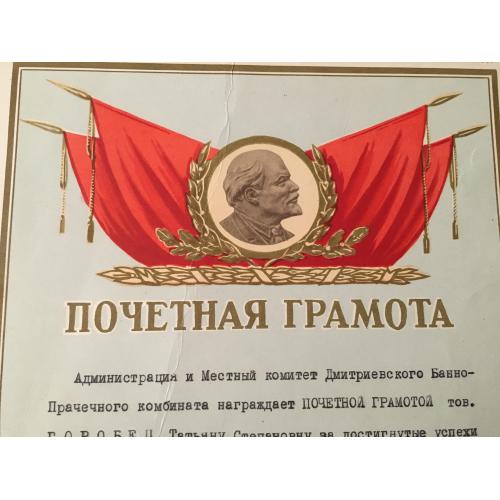 ПОЧЕТНАЯ ГРАМОТА
Администрация и Местный комитет Дмитриевского Банно-
Прачечного комбината награждает ПОЧЕТНОЙ ГРАМОТОЙ тов.
Г О Р О Б Е Ц Татьяну Степановну за достигнутые успехи